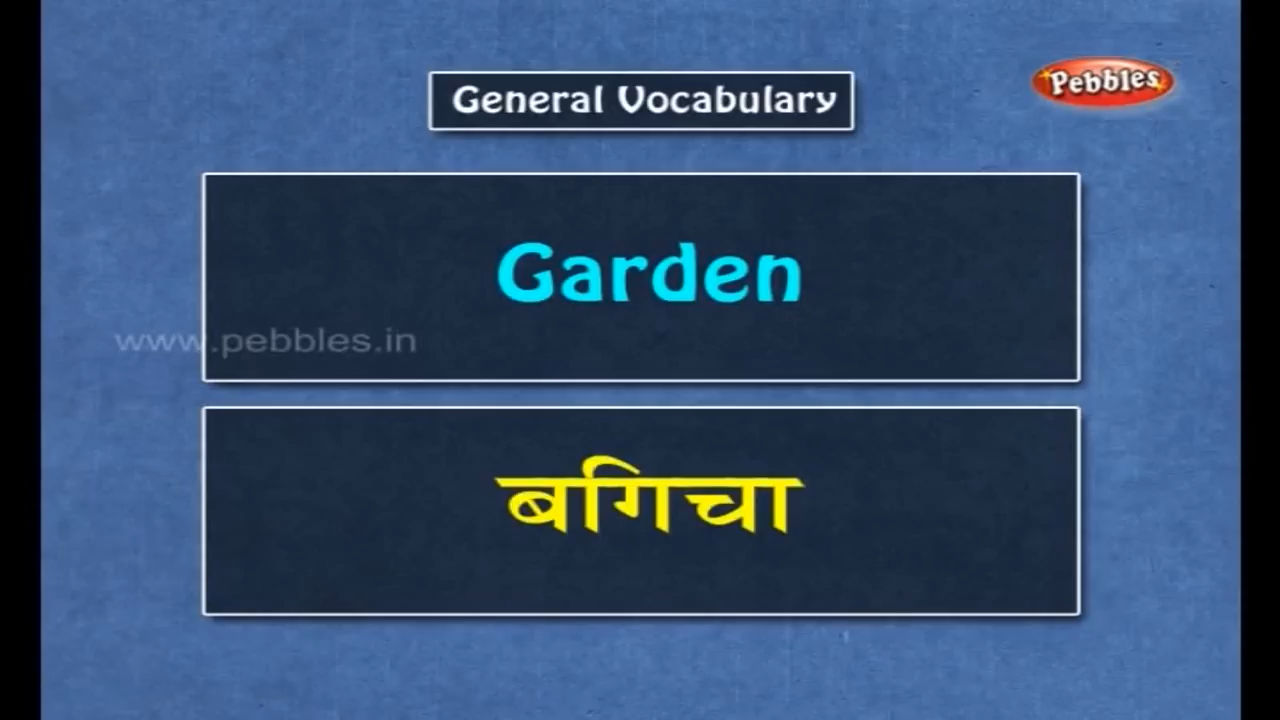 General Vocabulary
Pebbles
Garden
www.pebbles.in
बगिचा